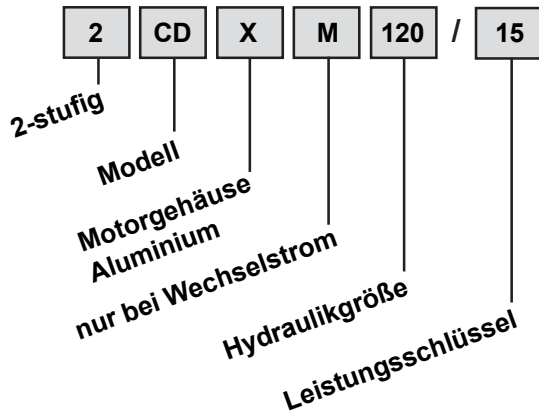 2 CD X M 120 / 15
2-stufig
Modell
Motorgehäuse
Aluminium
nur bei Wechselstrom
Hydraulikgröße
Leistungsschlüssel